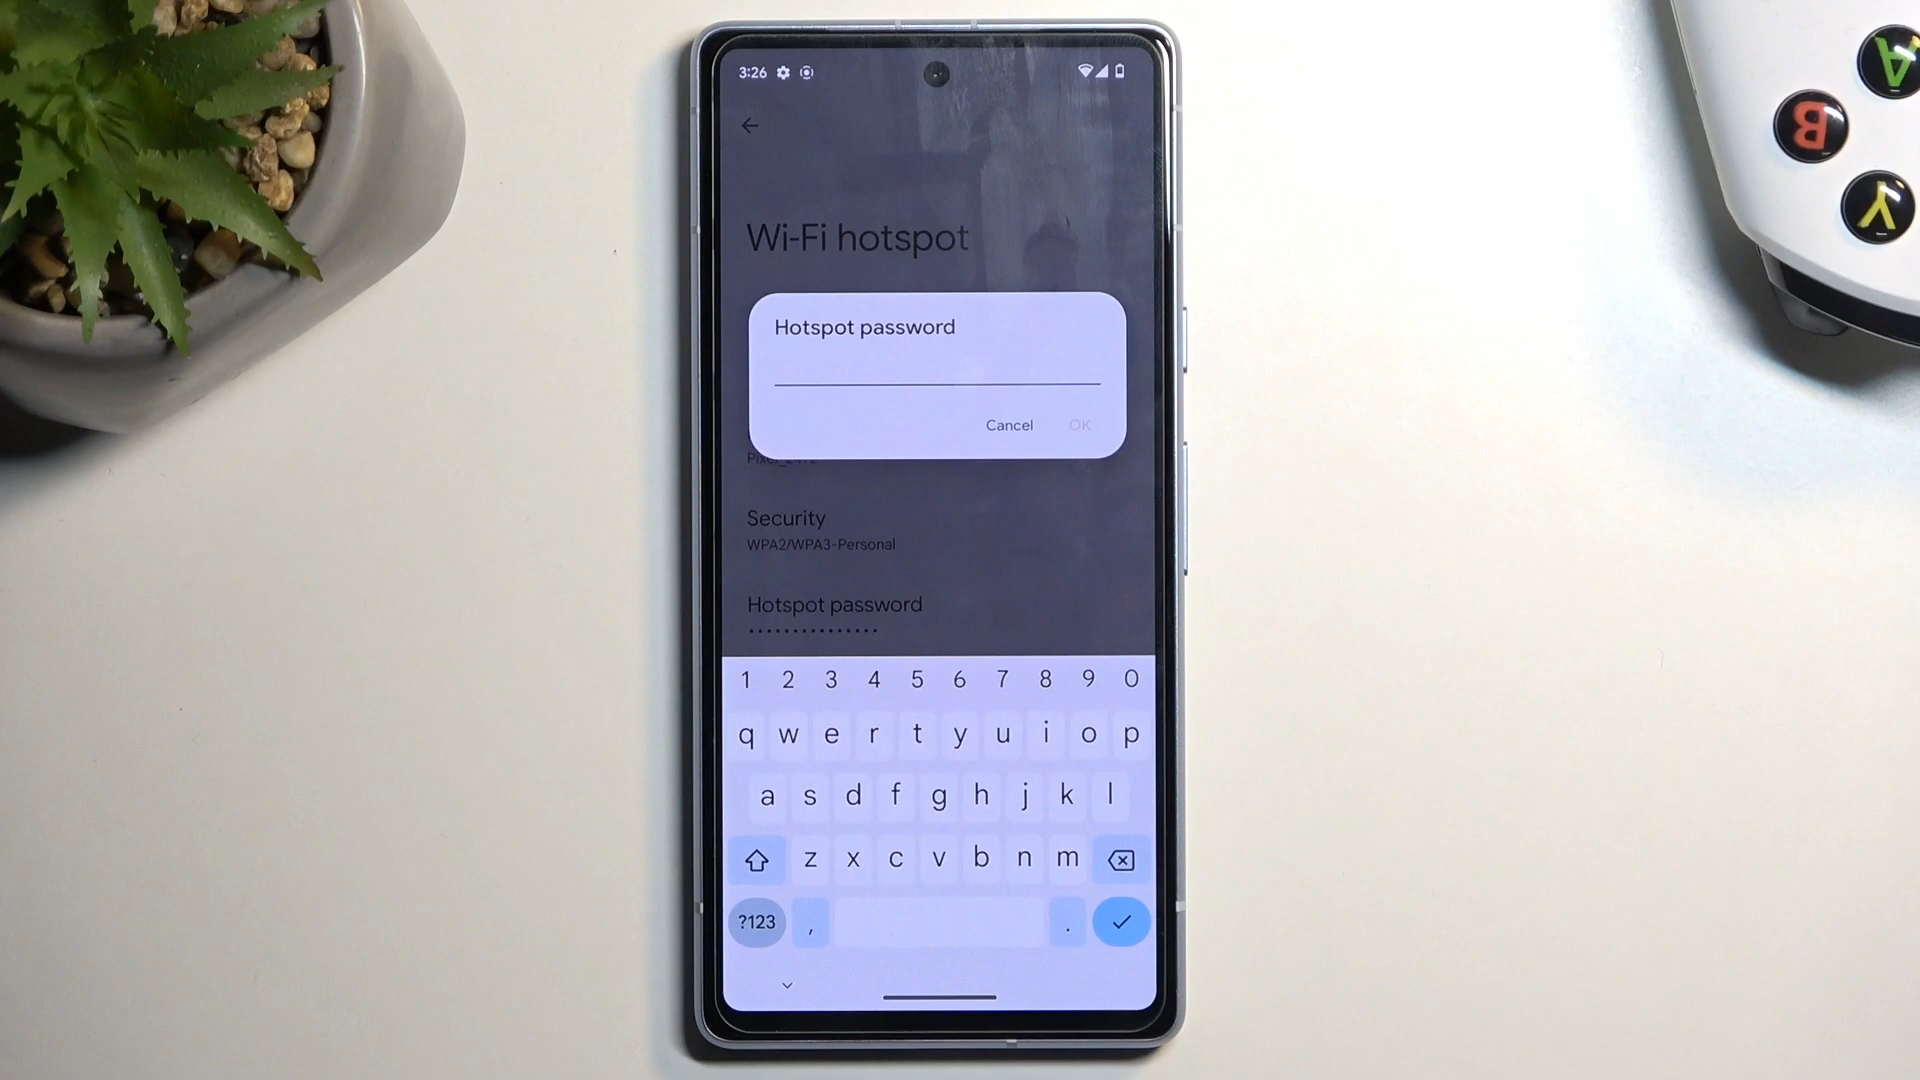 3:26
Wi-Fi hotspot
Hotspot password
Cancel OK
Security
WPA2/WPA3-Personal
Hotspot password
•••••••••••••••
1 2 3 4 5 6 7 8 9 0
q w e r t y u i o p
a s d f g h j k l
z x c v b n m
?123 , .
A
B
Y